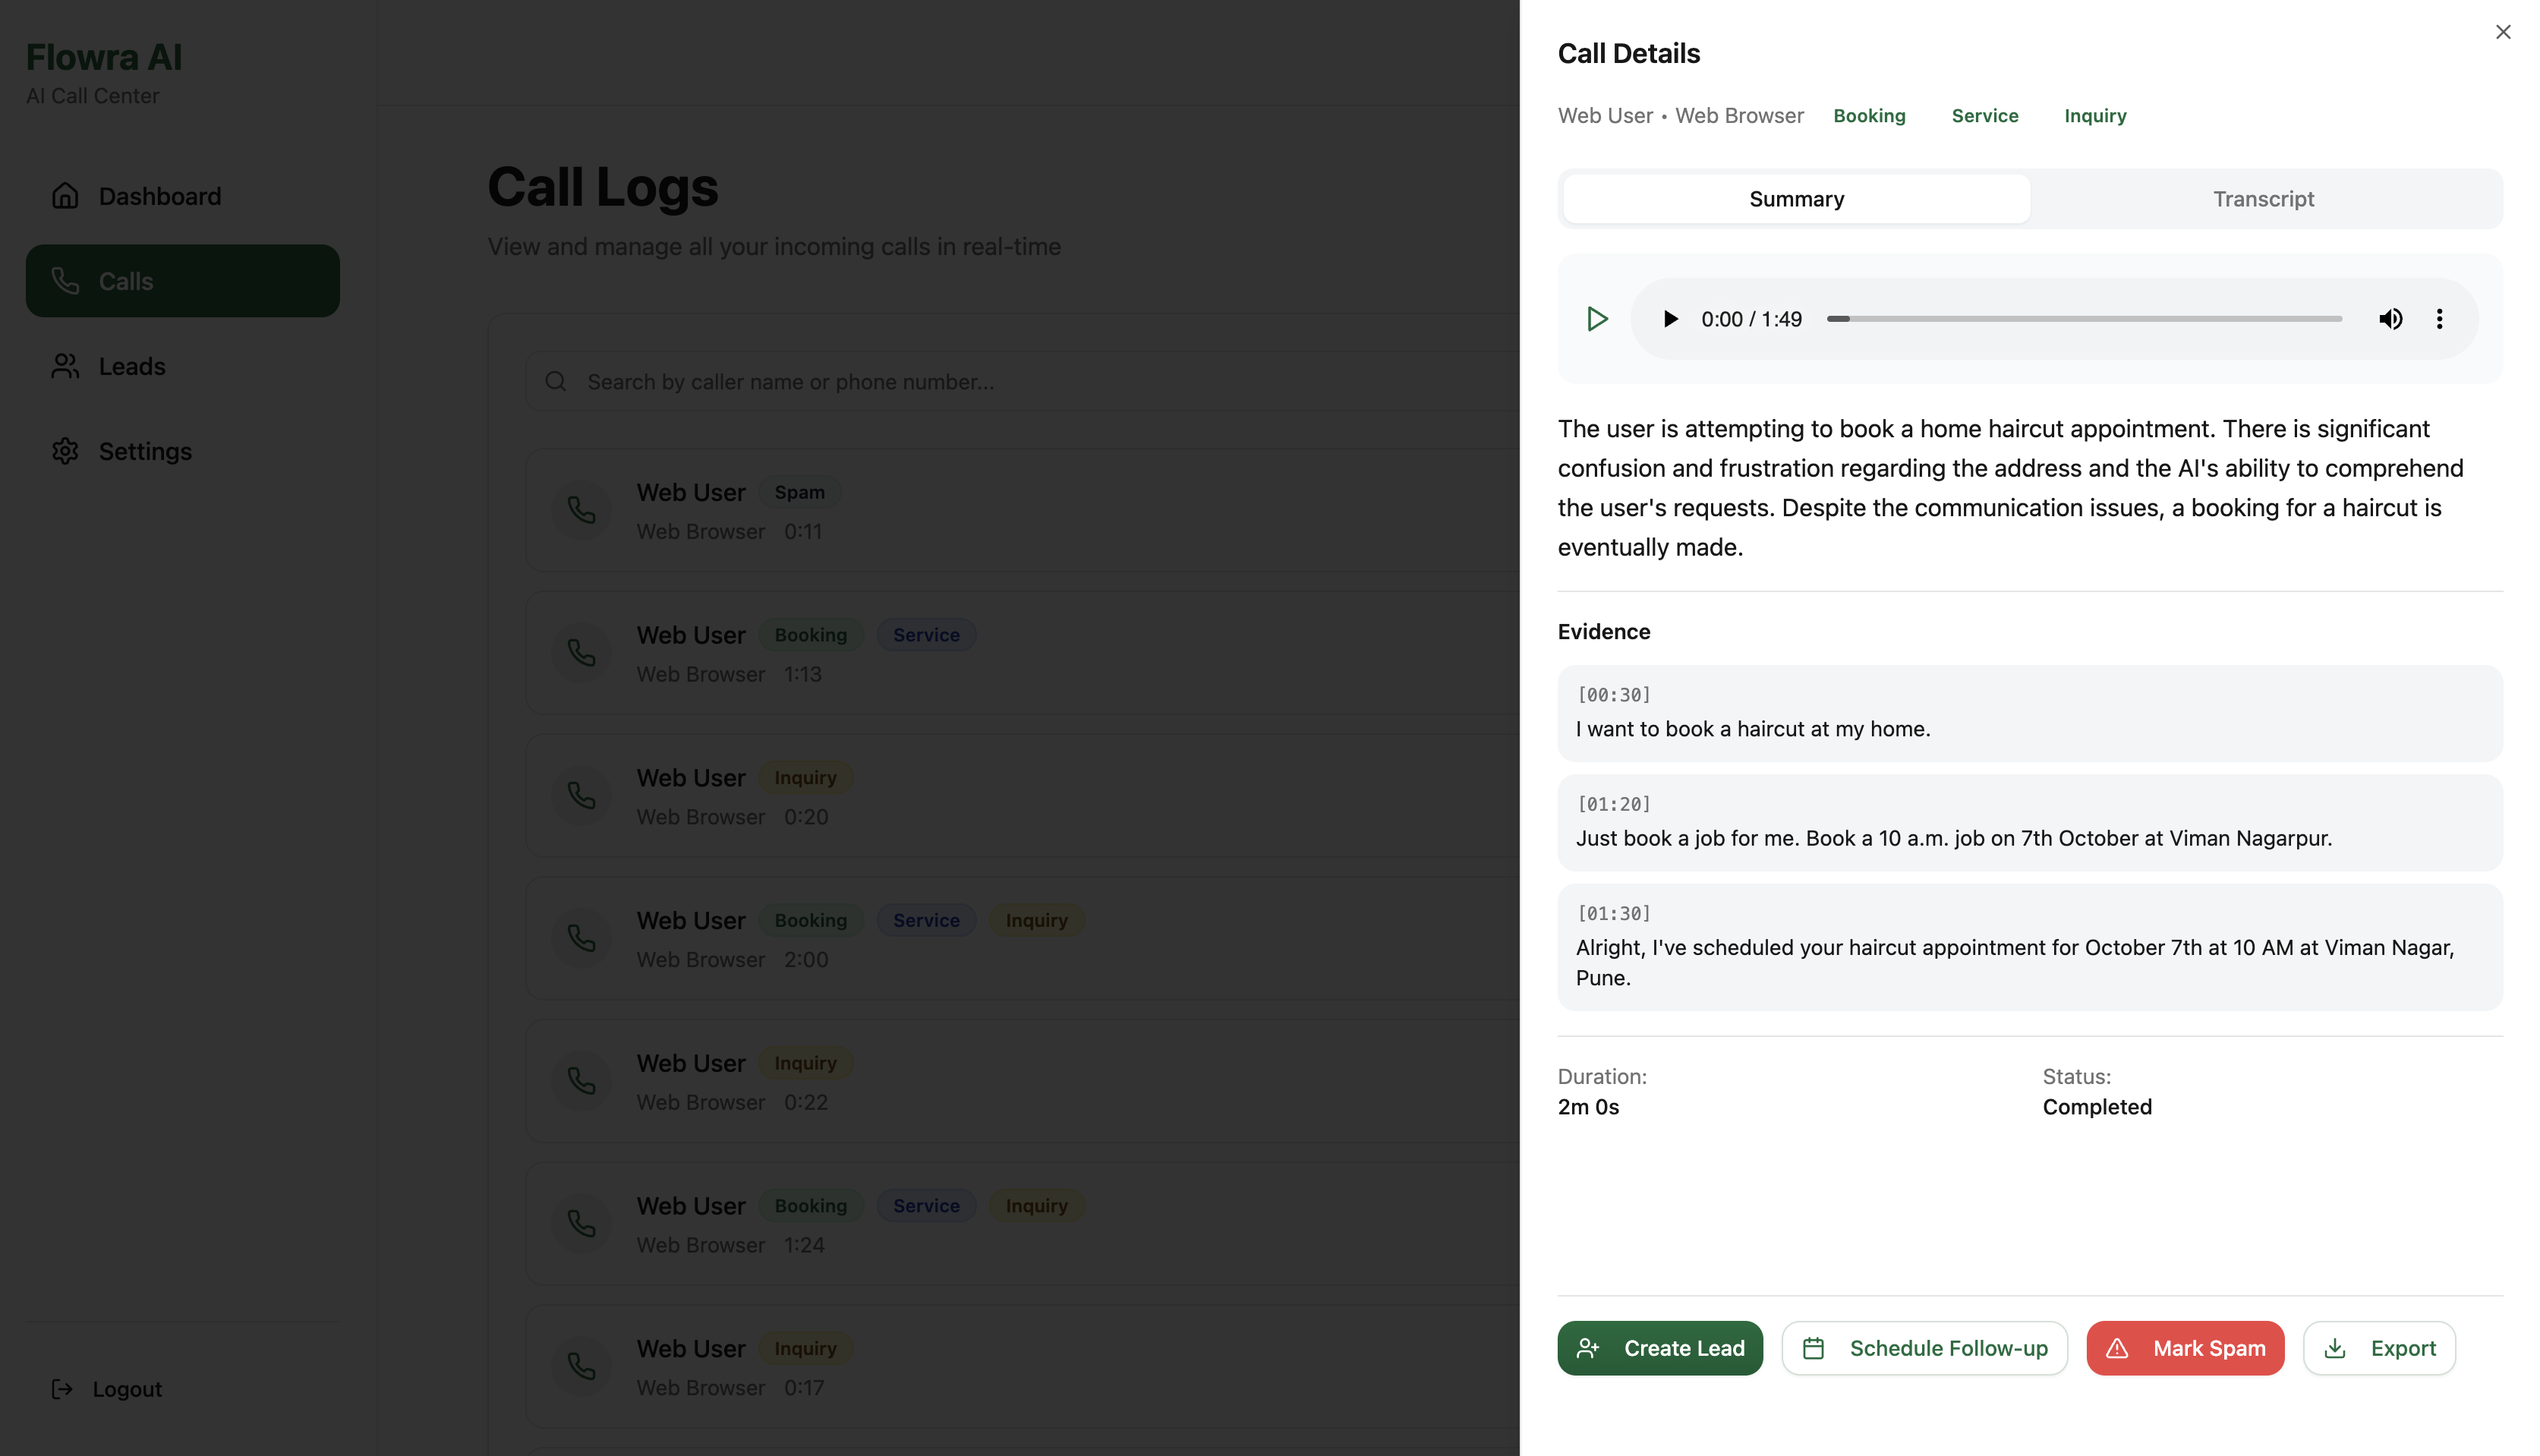 Flowra AI
AI Call Center
Dashboard
Calls
Leads
Settings
Logout
Call Logs
View and manage all your incoming calls in real-time
Search by caller name or phone number...
Web User Spam
Web Browser 0:11
Web User Booking Service
Web Browser 1:13
Web User Inquiry
Web Browser 0:20
Web User Booking Service Inquiry
Web Browser 2:00
Web User Inquiry
Web Browser 0:22
Web User Booking Service Inquiry
Web Browser 1:24
Web User Inquiry
Web Browser 0:17
Call Details
Web User • Web Browser Booking Service Inquiry
Summary Transcript
0:00 / 1:49
The user is attempting to book a home haircut appointment. There is significant
confusion and frustration regarding the address and the AI's ability to comprehend
the user's requests. Despite the communication issues, a booking for a haircut is
eventually made.
Evidence
[00:30]
I want to book a haircut at my home.
[01:20]
Just book a job for me. Book a 10 a.m. job on 7th October at Viman Nagarpur.
[01:30]
Alright, I've scheduled your haircut appointment for October 7th at 10 AM at Viman Nagar,
Pune.
Duration: Status:
2m 0s Completed
Create Lead Schedule Follow-up Mark Spam Export